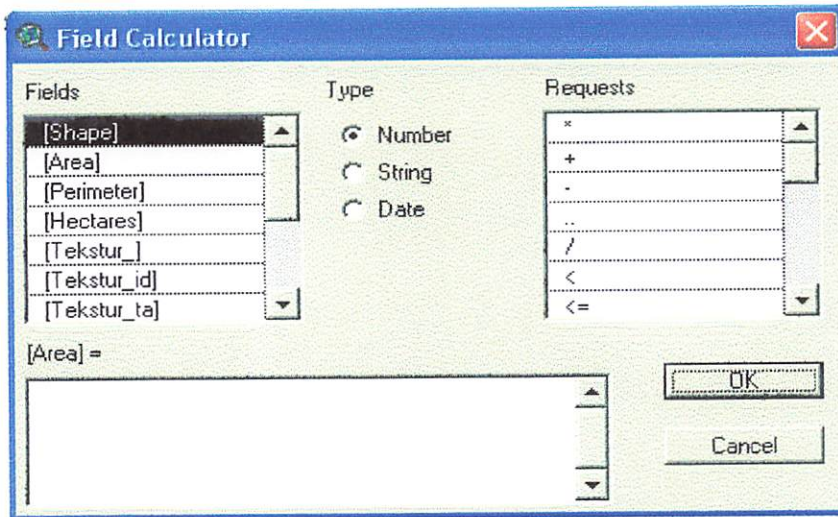 Field Calculator
Fields
[Shape]
[Area]
[Perimeter]
[Hectares]
[Tekstur_]
[Tekstur_id]
[Tekstur_ta]
Type
Number
String
Date
Requests
*
+
-
..
/
<
<=
[Area] =
OK
Cancel